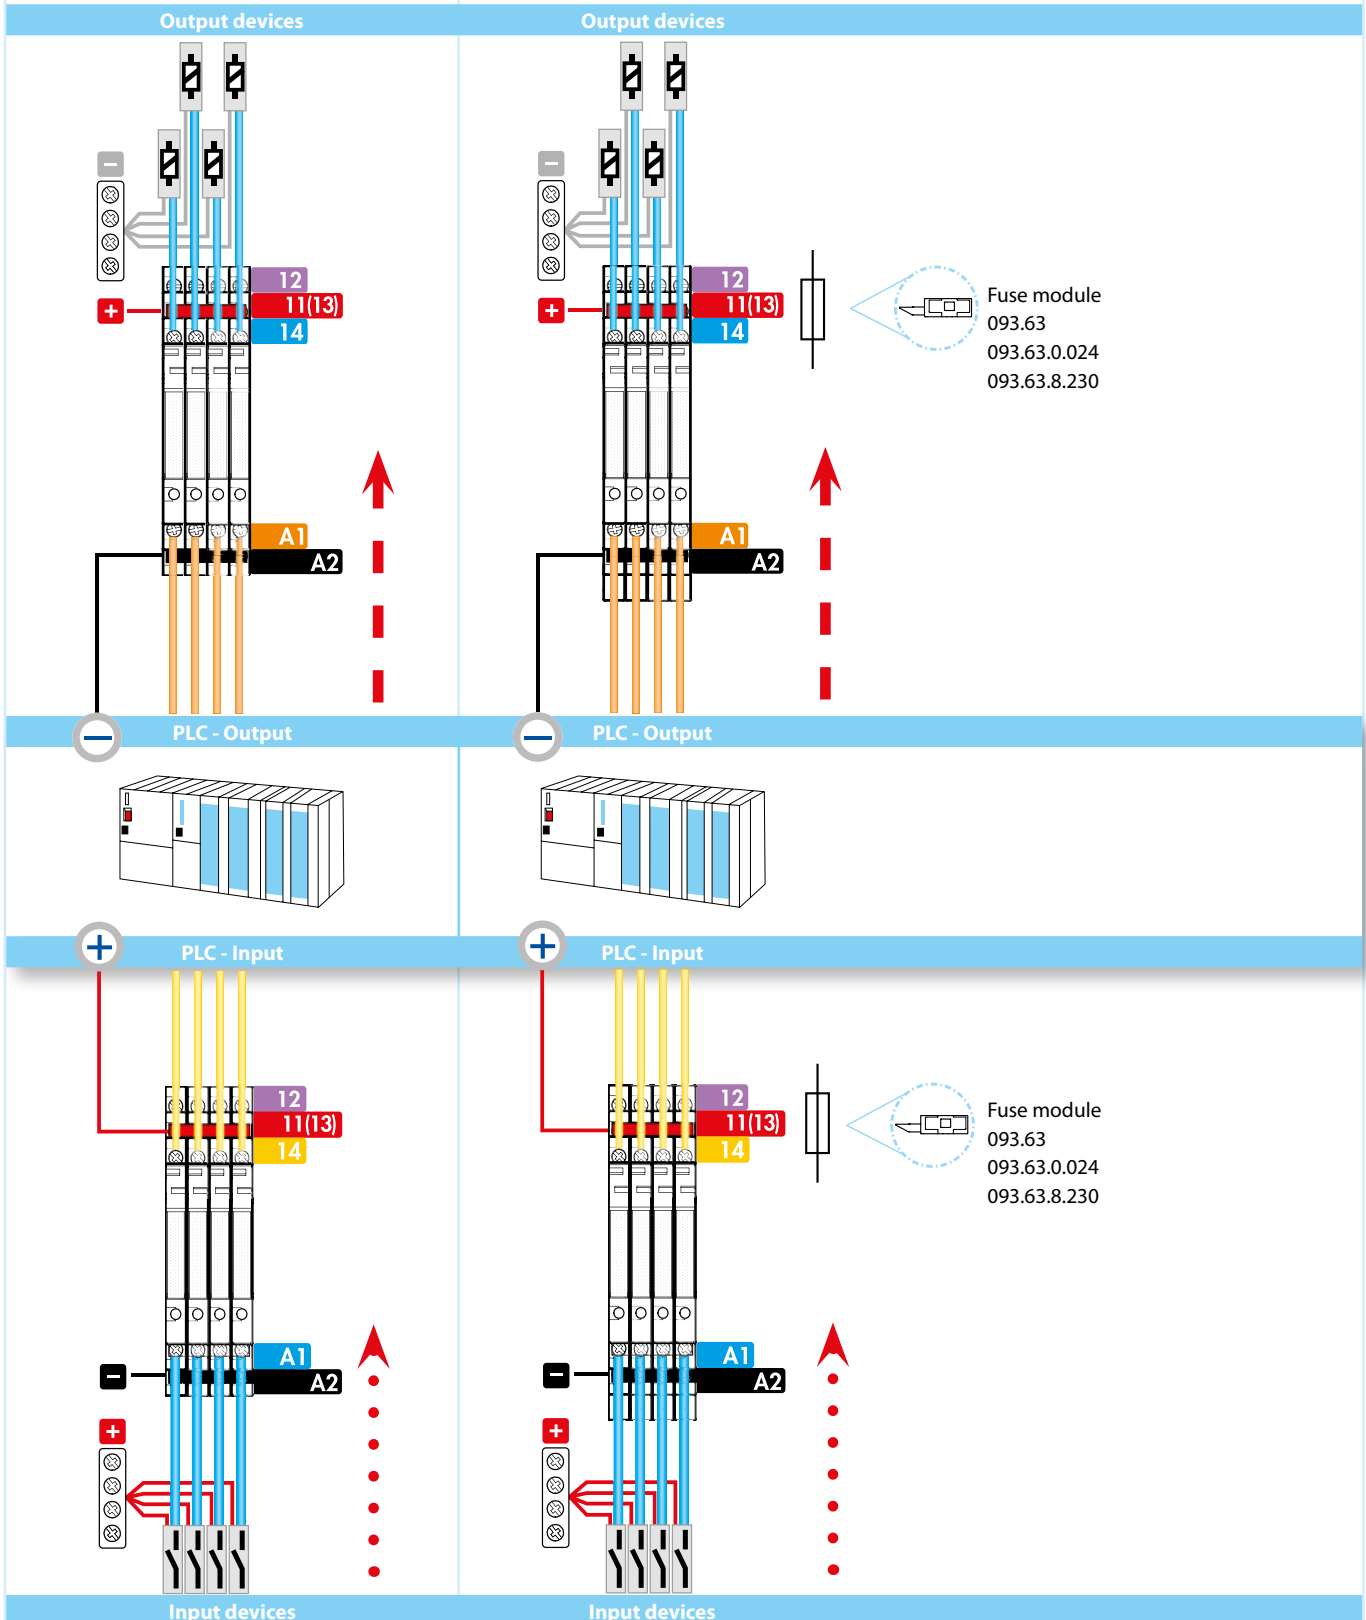 Output devices
Output devices
−
12
+
11(13)
14
A1
A2
−
12
+
11(13)
14
A1
A2
Fuse module
093.63
093.63.0.024
093.63.8.230
−
PLC - Output
−
PLC - Output
+
PLC - Input
+
PLC - Input
12
11(13)
14
A1
−
A2
+
12
11(13)
14
A1
−
A2
+
Fuse module
093.63
093.63.0.024
093.63.8.230
Input devices
Input devices